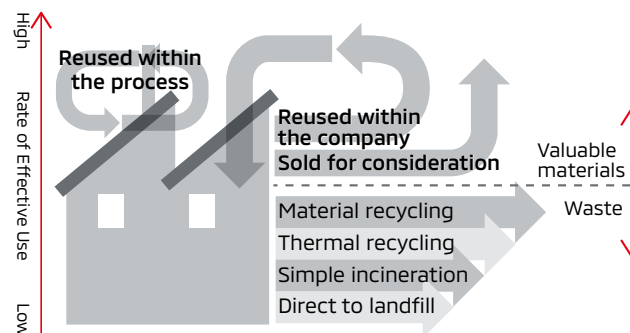 High
Rate of Effective Use
Low
Reused within
the process
Reused within
the company
Sold for consideration
Valuable
materials
Waste
Material recycling
Thermal recycling
Simple incineration
Direct to landfill